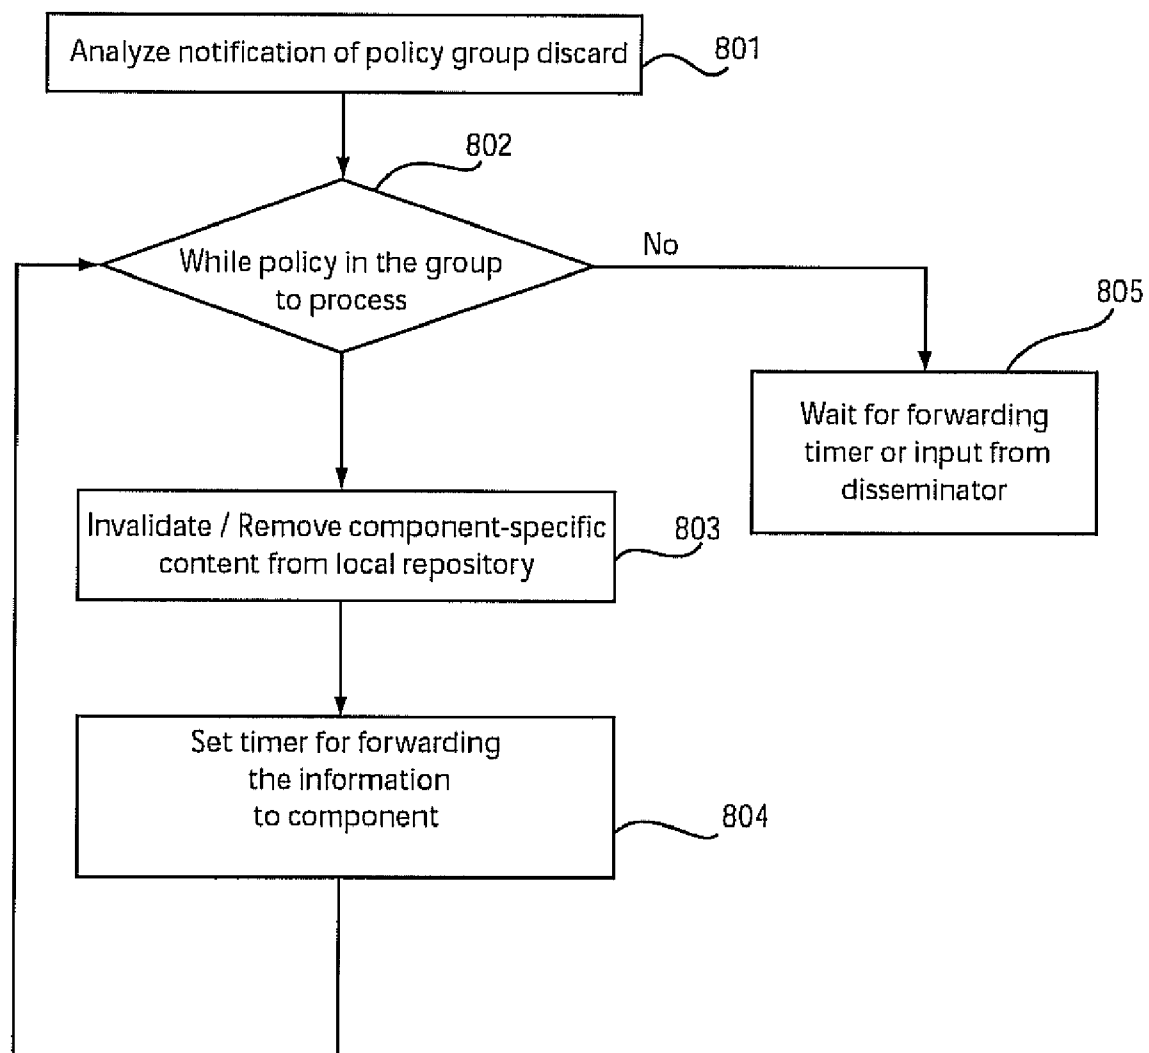 Analyze notification of policy group discard
801
802
While policy in the group
to process
No
805
Wait for forwarding
timer or input from
disseminator
Invalidate / Remove component-specific
content from local repository
803
Set timer for forwarding
the information
to component
804